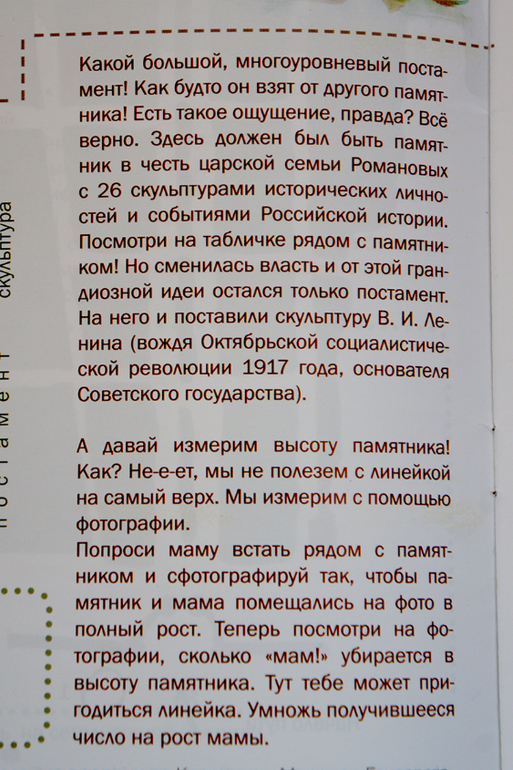 Какой большой, многоуровневый поста-
мент! Как будто он взят от другого памят-
ника! Есть такое ощущение, правда? Всё
верно. Здесь должен был быть памят-
ник в честь царской семьи Романовых
с 26 скульптурами исторических лично-
стей и событиями Российской истории.
Посмотри на табличке рядом с памятни-
ком! Но сменилась власть и от этой гран-
диозной идеи остался только постамент.
На него и поставили скульптуру В. И. Ле-
нина (вождя Октябрьской социалистиче-
ской революции 1917 года, основателя
Советского государства).
А давай измерим высоту памятника!
Как? Не-е-ет, мы не полезем с линейкой
на самый верх. Мы измерим с помощью
фотографии.
Попроси маму встать рядом с памят-
ником и сфотографируй так, чтобы па-
мятник и мама помещались на фото в
полный рост. Теперь посмотри на фо-
тографии, сколько «мам!» убирается в
высоту памятника. Тут тебе может при-
годиться линейка. Умножь получившееся
число на рост мамы.
скульптура
постамент